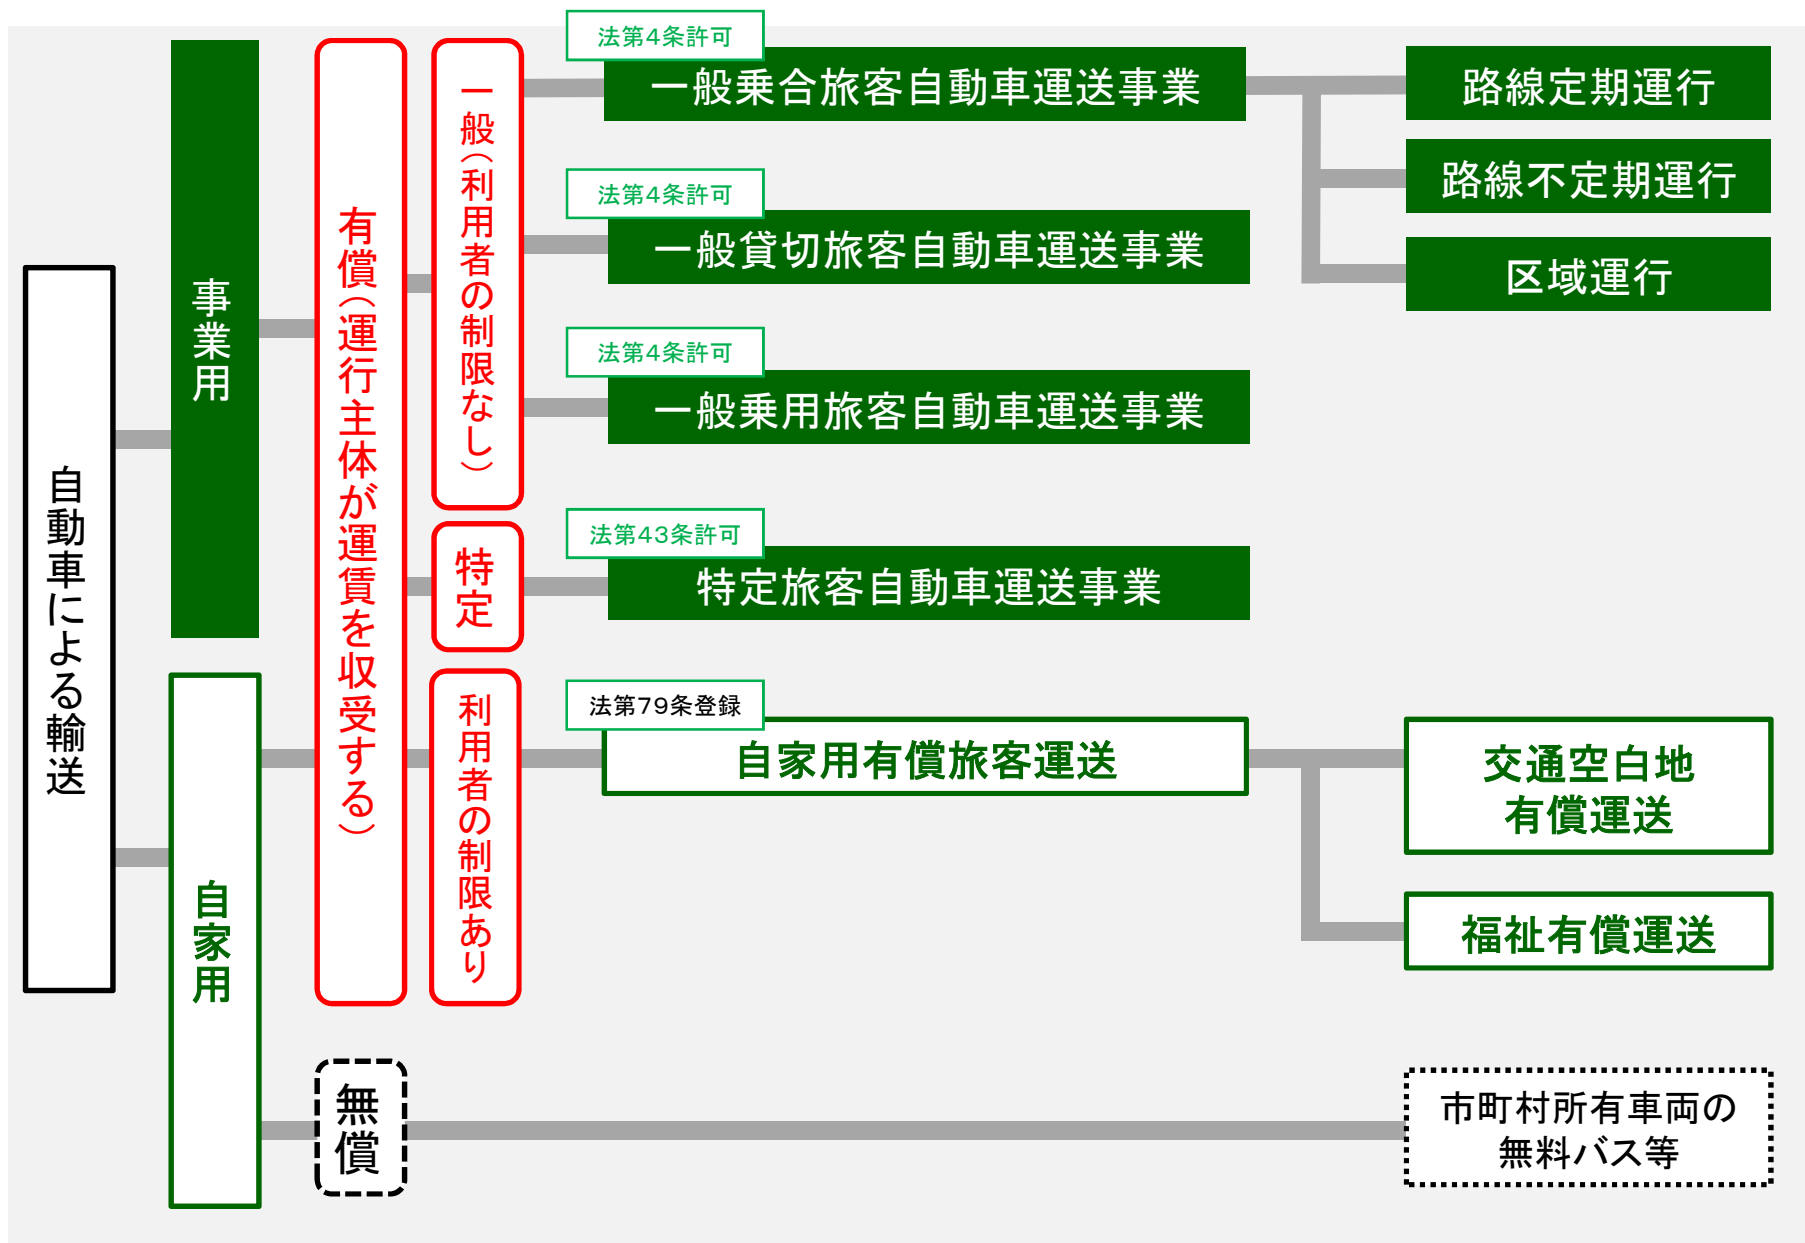 自動車による輸送
事業用
自家用
有償（運行主体が運賃を収受する）
無償
一般（利用者の制限なし）
特定
利用者の制限あり
法第4条許可
一般乗合旅客自動車運送事業
路線定期運行
路線不定期運行
区域運行
法第4条許可
一般貸切旅客自動車運送事業
法第4条許可
一般乗用旅客自動車運送事業
法第43条許可
特定旅客自動車運送事業
法第79条登録
自家用有償旅客運送
交通空白地
有償運送
福祉有償運送
市町村所有車両の
無料バス等